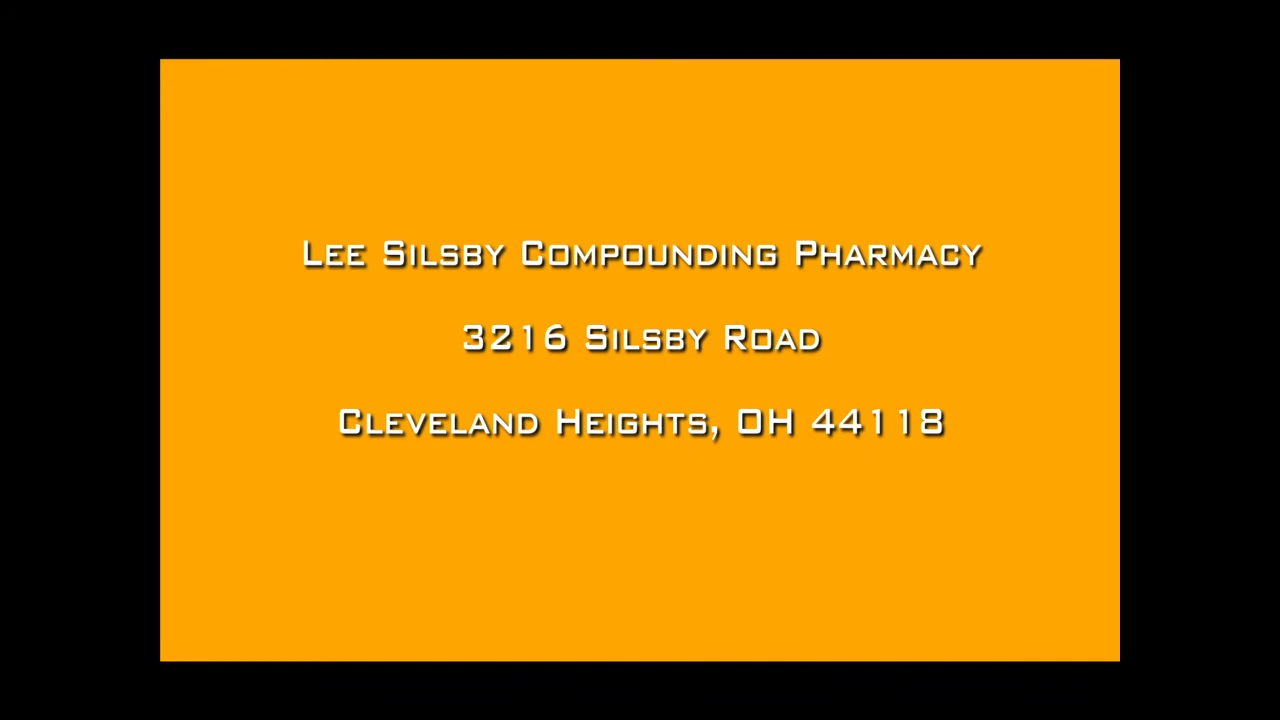 Lee Silsby Compounding Pharmacy
3216 Silsby Road
Cleveland Heights, OH 44118